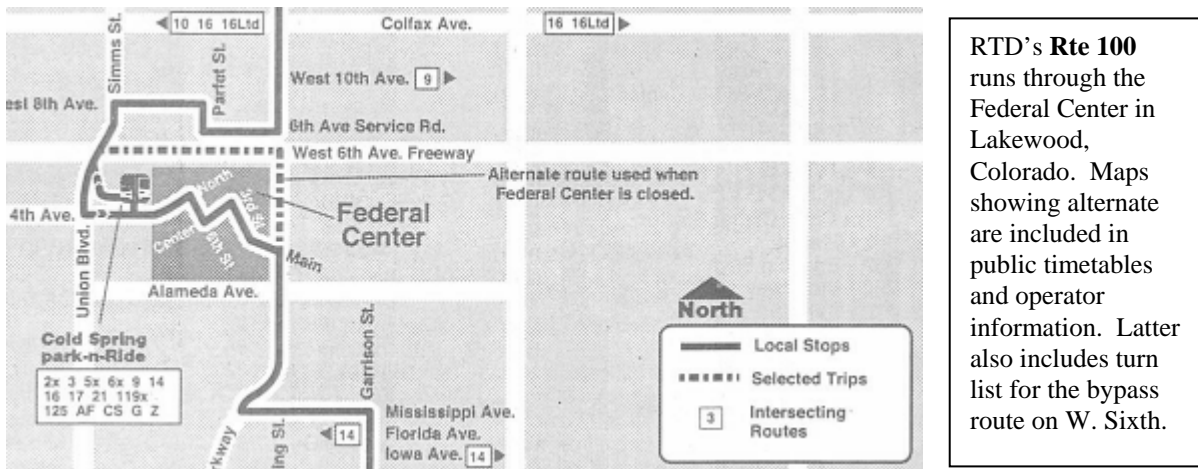 10 16 16Ltd
Colfax Ave.
16 16Ltd
Simms St.
Parfet St.
West 10th Ave. 9
est 8th Ave.
6th Ave Service Rd.
West 6th Ave. Freeway
Alternate route used when
Federal Center is closed.
North
4th Ave.
Federal
Center
Center
8th St.
Main
Union Blvd.
Alameda Ave.
Cold Spring
park-n-Ride
2x 3 5x 6x 9 14
16 17 21 119x
125 AF CS G Z
Garrison St.
North
Local Stops
Selected Trips
3 Intersecting
Routes
Mississippi Ave.
14 Florida Ave.
Iowa Ave. 14
rkway
ing St.
RTD's Rte 100
runs through the
Federal Center in
Lakewood,
Colorado. Maps
showing alternate
are included in
public timetables
and operator
information. Latter
also includes turn
list for the bypass
route on W. Sixth.